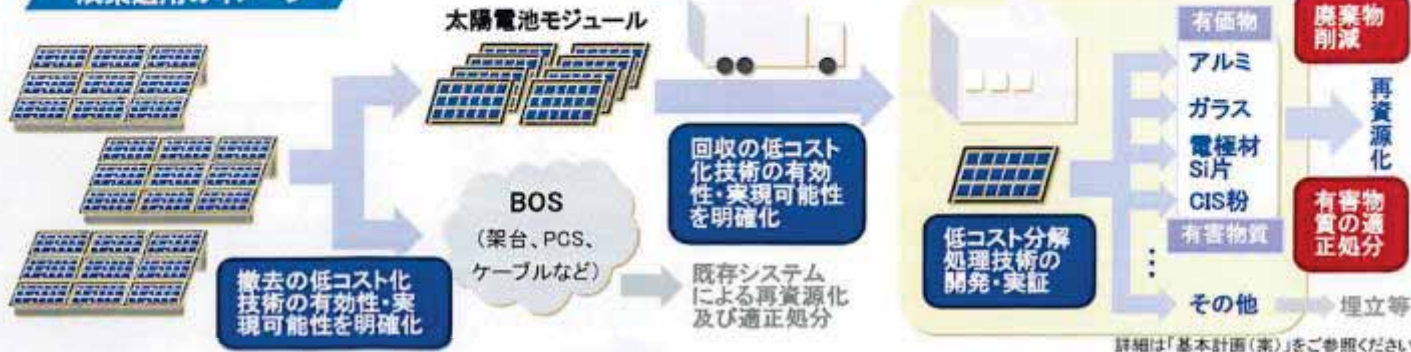 太陽電池モジュール
撤去の低コスト化
技術の有効性・実
現可能性を明確化
BOS
(架台、PCS、
ケーブルなど)
既存システム
による再資源化
及び適正処分
回収の低コスト
化技術の有効
性・実現可能性
を明確化
低コスト分解
処理技術の
開発・実証
有価物
アルミ
ガラス
電極材
Si片
CIS粉
有害物質
その他
埋立等
廃棄物
削減
再資源化
有害物
質の適
正処分
詳細は「基本計画(案)」をご参照ください